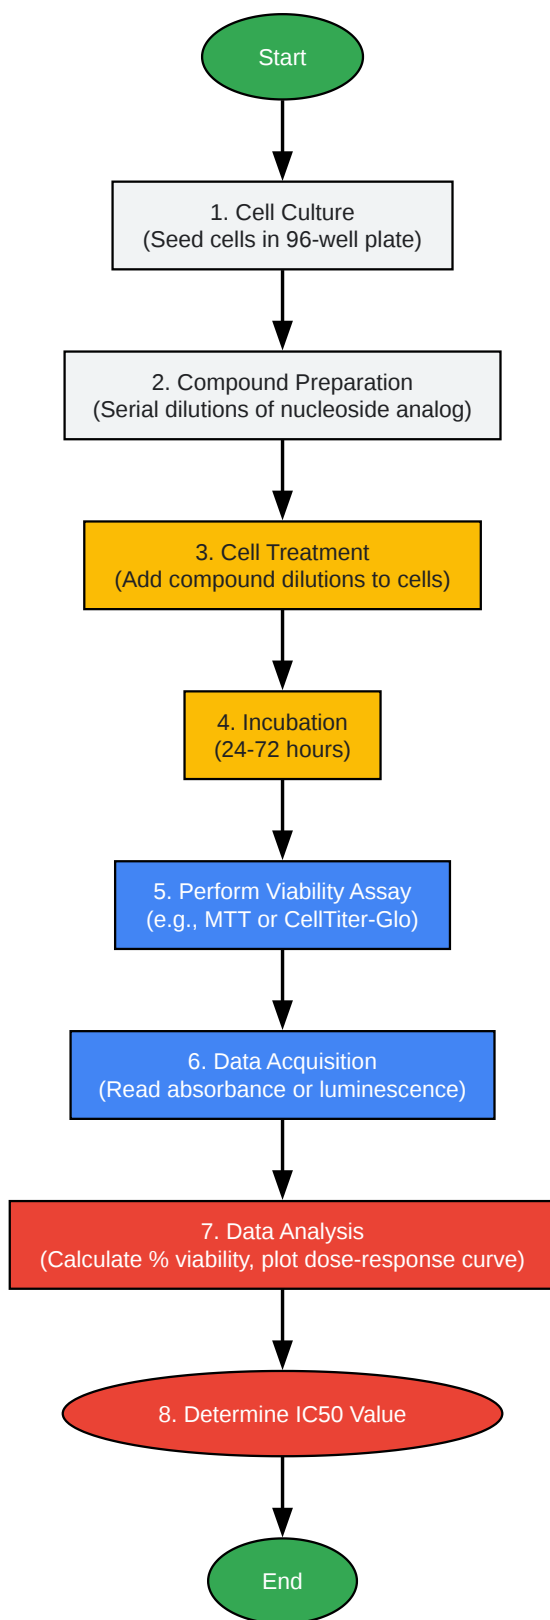 Start
1. Cell Culture
(Seed cells in 96-well plate)
2. Compound Preparation
(Serial dilutions of nucleoside analog)
3. Cell Treatment
(Add compound dilutions to cells)
4. Incubation
(24-72 hours)
5. Perform Viability Assay
(e.g., MTT or CellTiter-Glo)
6. Data Acquisition
(Read absorbance or luminescence)
7. Data Analysis
(Calculate % viability, plot dose-response curve)
8. Determine IC50 Value
End